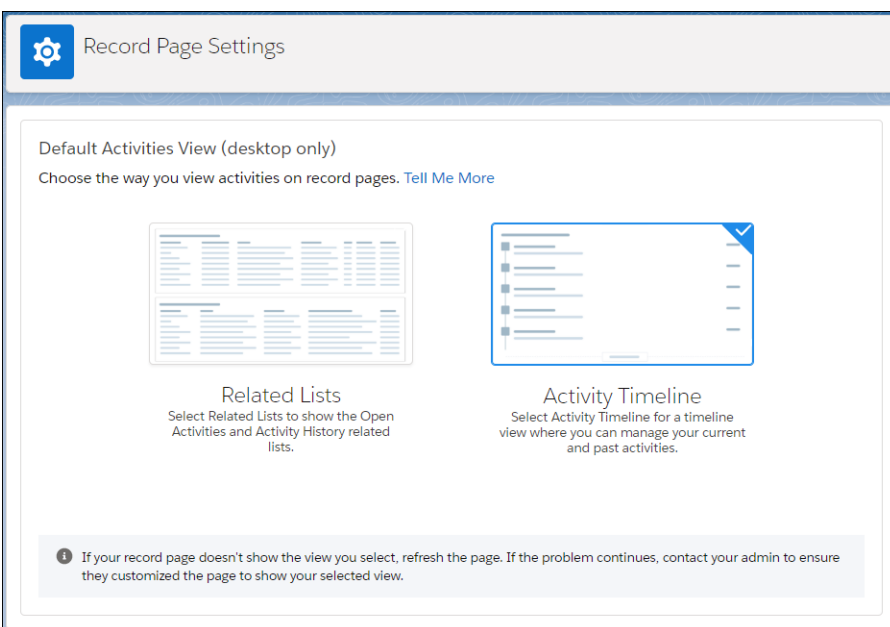 Record Page Settings
Default Activities View (desktop only)
Choose the way you view activities on record pages. Tell Me More
Related Lists
Select Related Lists to show the Open
Activities and Activity History related
lists.
Activity Timeline
Select Activity Timeline for a timeline
view where you can manage your current
and past activities.
If your record page doesn't show the view you select, refresh the page. If the problem continues, contact your admin to ensure
they customized the page to show your selected view.